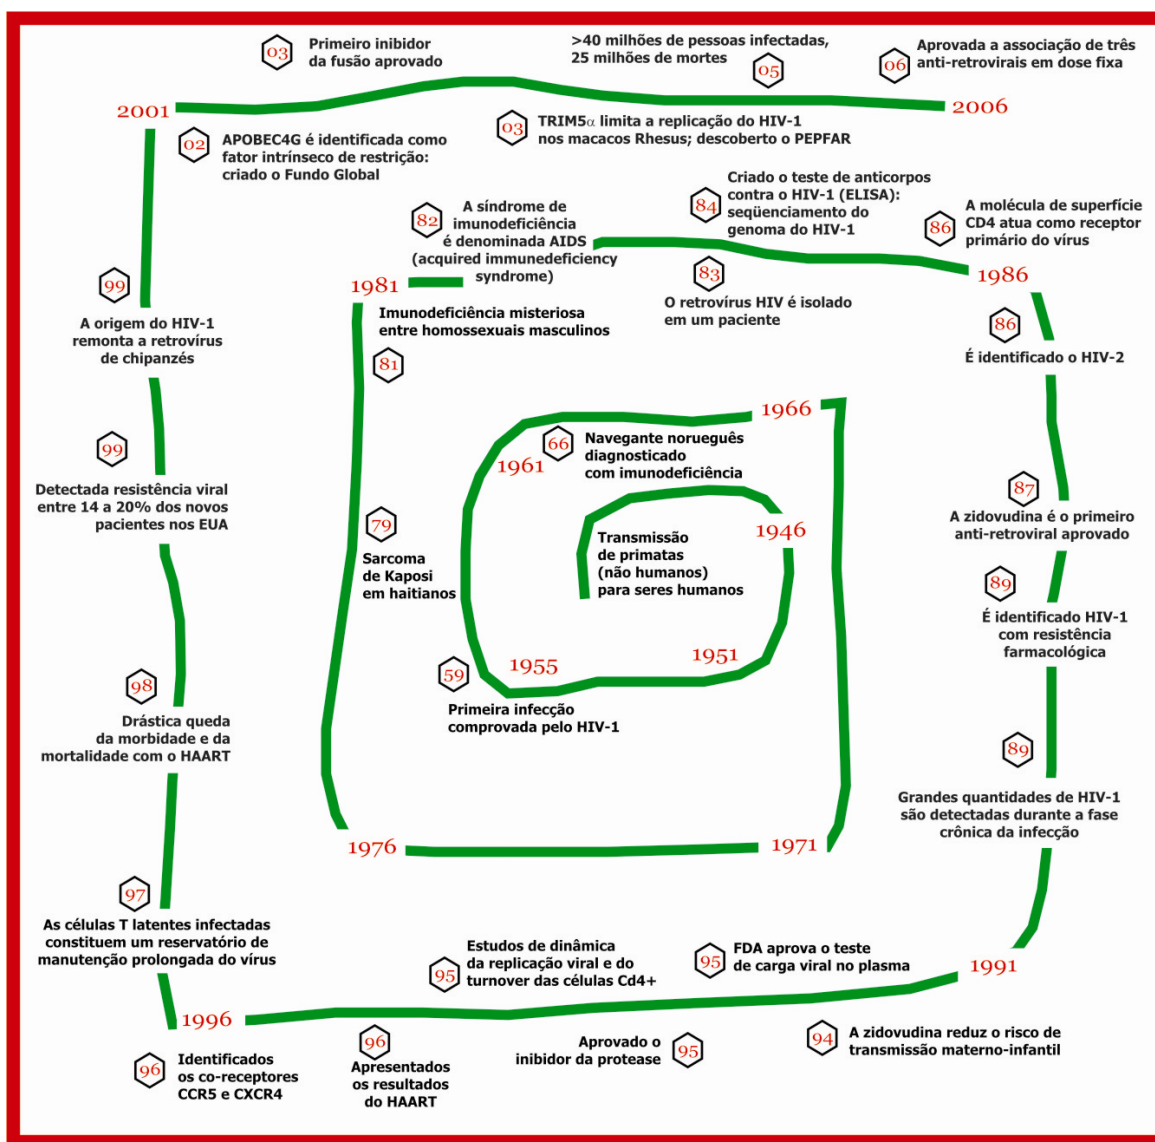 03
Primeiro inibidor
da fusão aprovado
>40 milhões de pessoas infectadas,
25 milhões de mortes
05
06
Aprovada a associação de três
anti-retrovirais em dose fixa
2001
2006
02
APOBEC4G é identificada como
fator intrínseco de restrição:
criado o Fundo Global
03
TRIM5α limita a replicação do HIV-1
nos macacos Rhesus; descoberto o PEPFAR
82
A síndrome de
imunodeficiência
é denominada AIDS
(acquired immunedeficiency
syndrome)
84
Criado o teste de anticorpos
contra o HIV-1 (ELISA):
seqüenciamento do
genoma do HIV-1
86
A molécula de superfície
CD4 atua como receptor
primário do vírus
1981
83
O retrovírus HIV é isolado
em um paciente
1986
99
A origem do HIV-1
remonta a retrovírus
de chipanzés
Imunodeficiência misteriosa
entre homossexuais masculinos
81
86
É identificado o HIV-2
1966
66
Navegante norueguês
diagnosticado
com imunodeficiência
1961
99
Detectada resistência viral
entre 14 a 20% dos novos
pacientes nos EUA
79
Sarcoma
de Kaposi
em haitianos
Transmissão
de primatas
(não humanos)
para seres humanos
1946
87
A zidovudina é o primeiro
anti-retroviral aprovado
89
É identificado HIV-1
com resistência
farmacológica
59
1955
1951
Primeira infecção
comprovada pelo HIV-1
98
Drástica queda
da morbidade e da
mortalidade com o HAART
89
Grandes quantidades de HIV-1
são detectadas durante a fase
crônica da infecção
1976
1971
97
As células T latentes infectadas
constituem um reservatório de
manutenção prolongada do vírus
95
Estudos de dinâmica
da replicação viral e do
turnover das células Cd4+
95
FDA aprova o teste
de carga viral no plasma
1991
1996
96
Identificados
os co-receptores
CCR5 e CXCR4
96
Apresentados
os resultados
do HAART
Aprovado o
inibidor da protease
95
94
A zidovudina reduz o risco de
transmissão materno-infantil